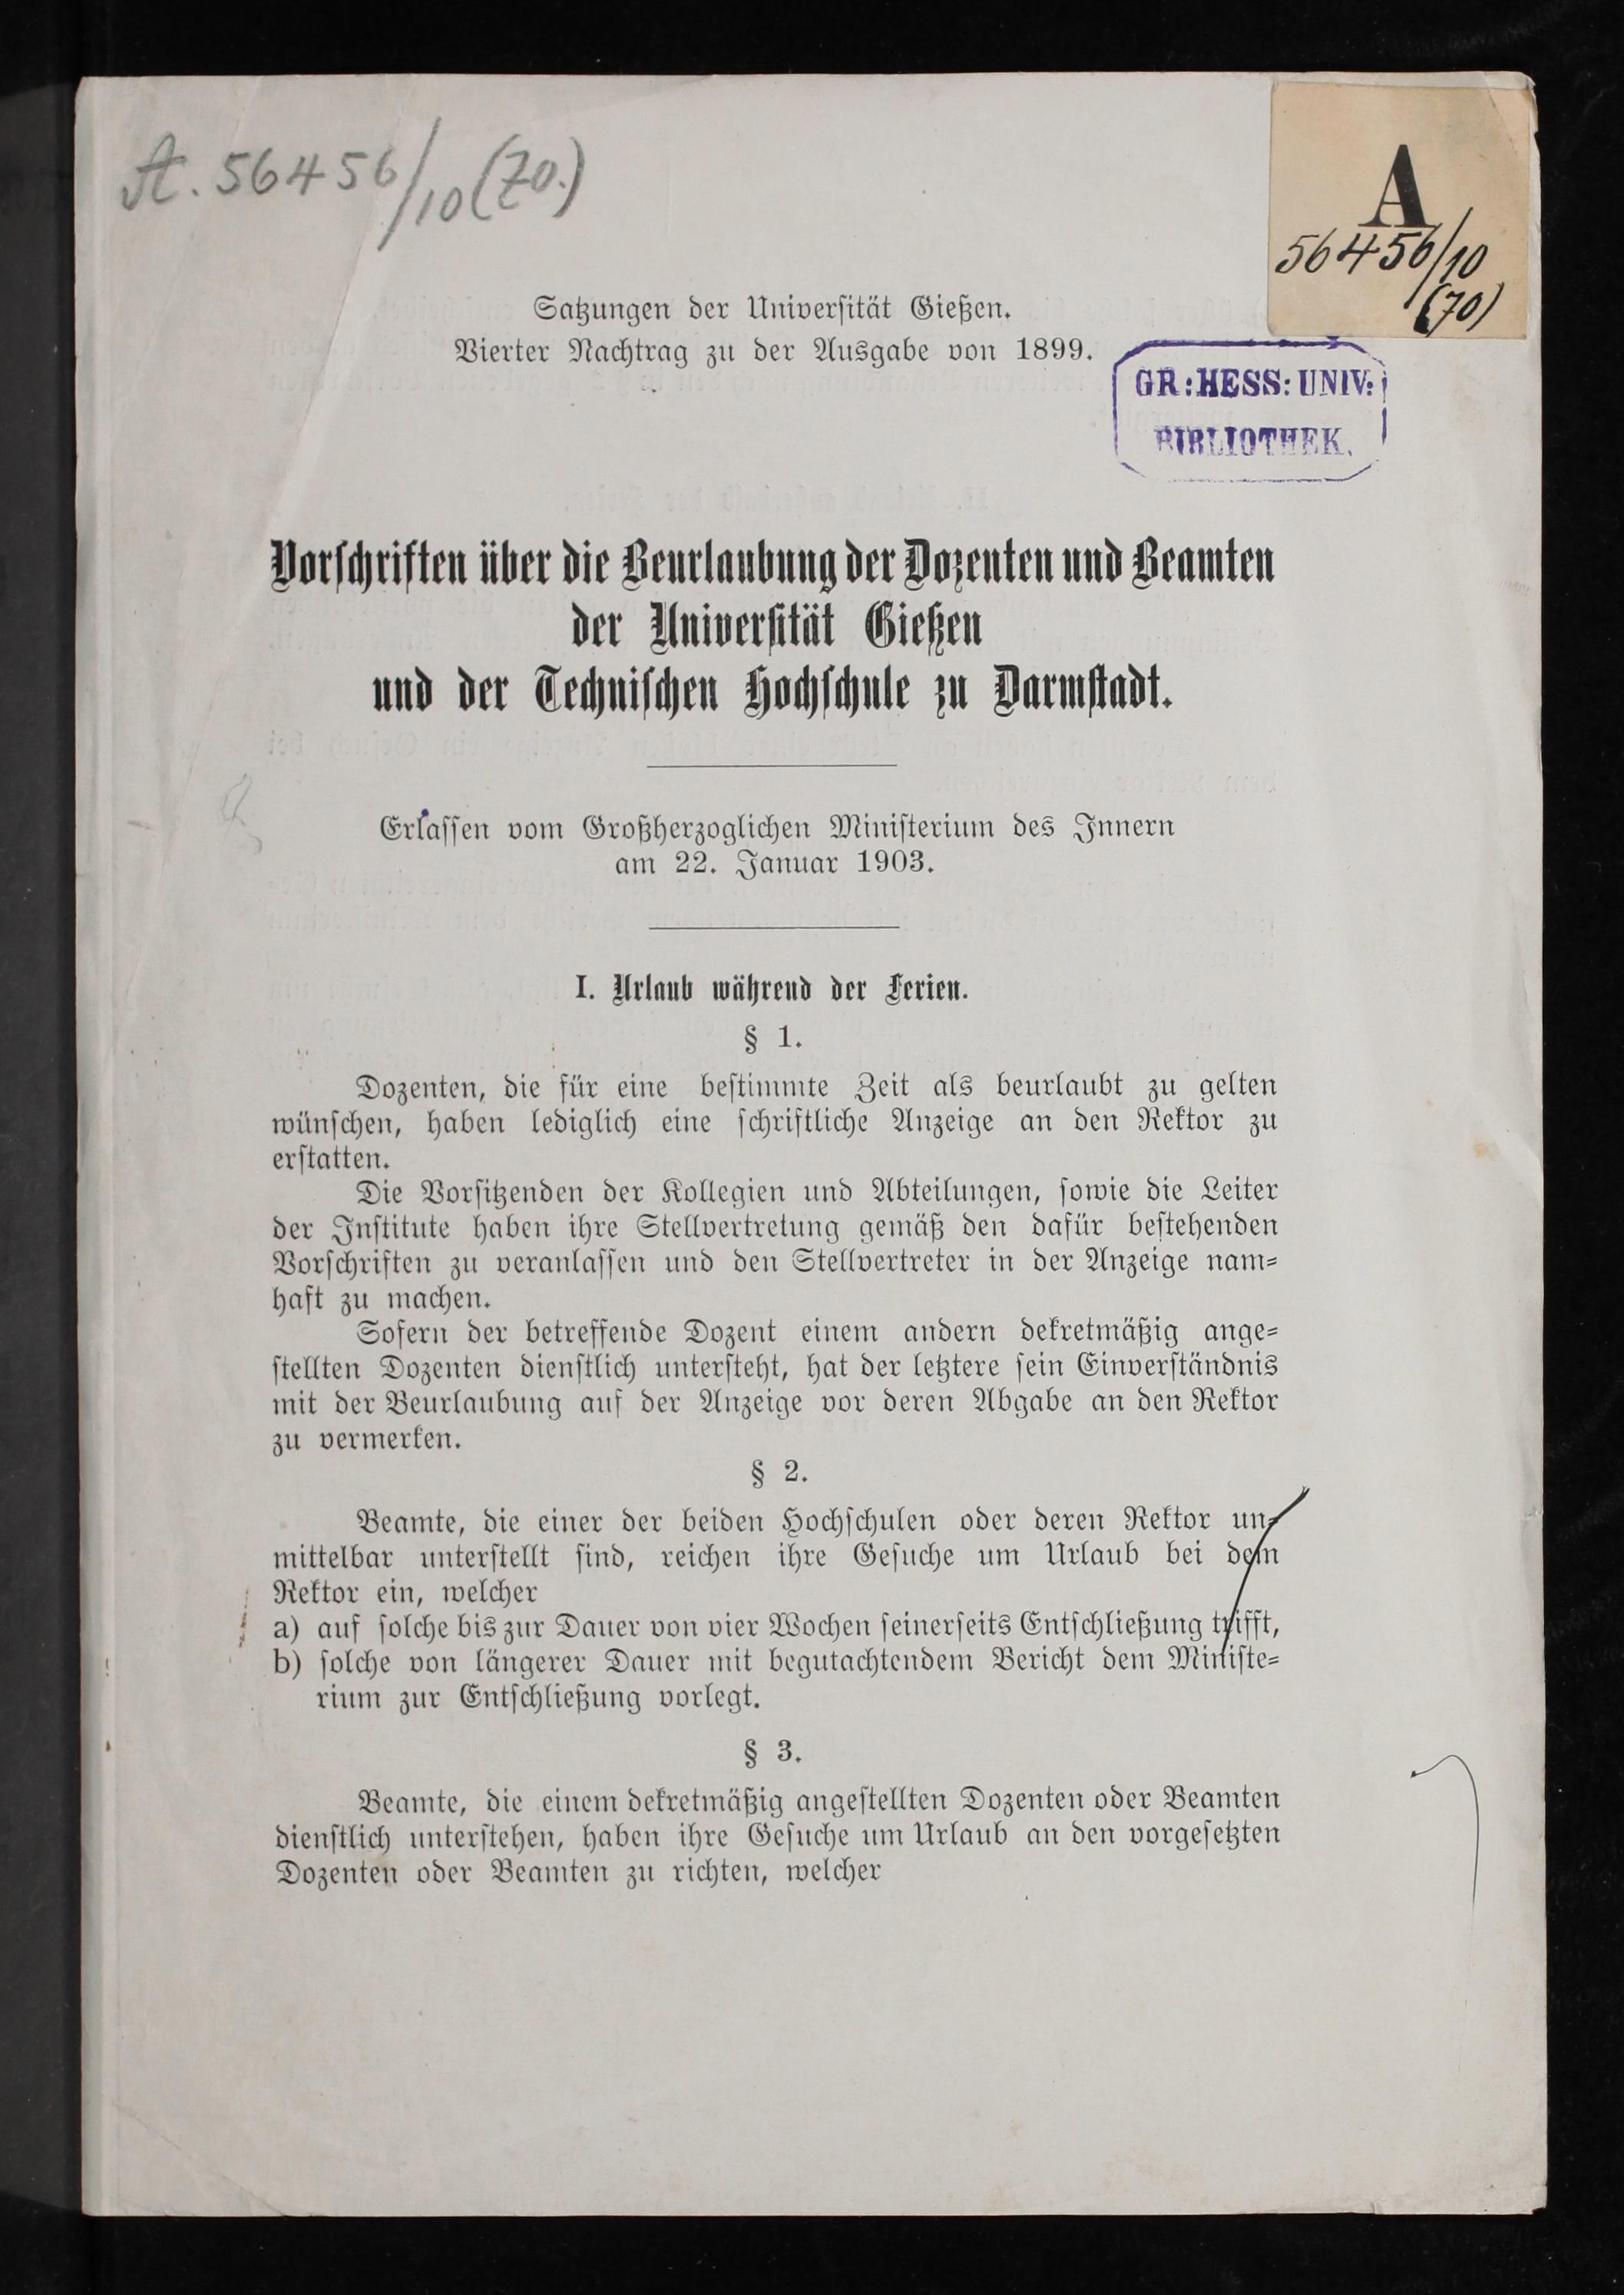 A. 56456/10 (70.)
A
56456/10
(70)
Satzungen der Universität Gießen.
Vierter Nachtrag zu der Ausgabe von 1899.
GR: HESS: UNIV:
BIBLIOTHEK.
Vorschriften über die Beurlaubung der Dozenten und Beamten
der Universität Gießen
und der Technischen Hochschule zu Darmstadt.
Erlassen vom Großherzoglichen Ministerium des Innern
am 22. Januar 1903.
I. Urlaub während der Ferien.
§ 1.
Dozenten, die für eine bestimmte Zeit als beurlaubt zu gelten
wünschen, haben lediglich eine schriftliche Anzeige an den Rektor zu
erstatten.
Die Vorsitzenden der Kollegien und Abteilungen, sowie die Leiter
der Institute haben ihre Stellvertretung gemäß den dafür bestehenden
Vorschriften zu veranlassen und den Stellvertreter in der Anzeige nam-
haft zu machen.
Sofern der betreffende Dozent einem andern dekretmäßig ange-
stellten Dozenten dienstlich untersteht, hat der letztere sein Einverständnis
mit der Beurlaubung auf der Anzeige vor deren Abgabe an den Rektor
zu vermerken.
§ 2.
Beamte, die einer der beiden Hochschulen oder deren Rektor un-
mittelbar unterstellt sind, reichen ihre Gesuche um Urlaub bei dem
Rektor ein, welcher
a) auf solche bis zur Dauer von vier Wochen seinerseits Entschließung trifft,
b) solche von längerer Dauer mit begutachtendem Bericht dem Ministe-
rium zur Entschließung vorlegt.
§ 3.
Beamte, die einem dekretmäßig angestellten Dozenten oder Beamten
dienstlich unterstehen, haben ihre Gesuche um Urlaub an den vorgesetzten
Dozenten oder Beamten zu richten, welcher